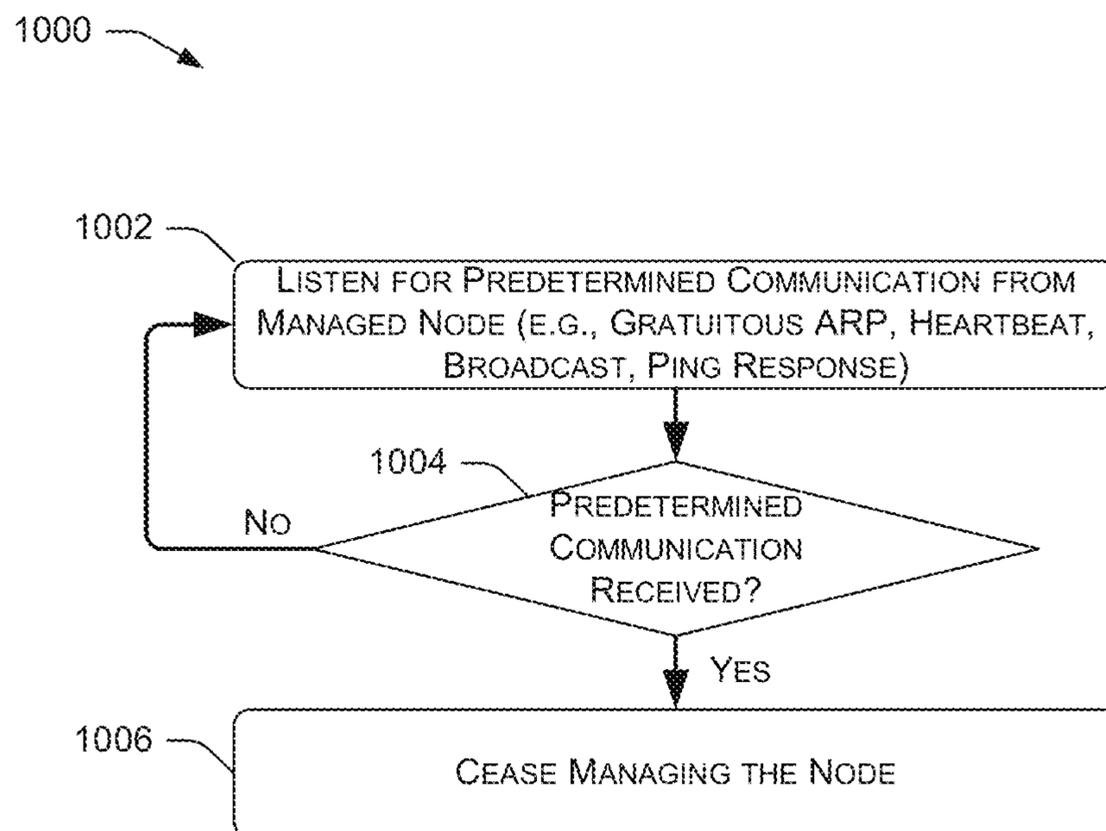 1000
1002
LISTEN FOR PREDETERMINED COMMUNICATION FROM
MANAGED NODE (E.G., GRATUITOUS ARP, HEARTBEAT,
BROADCAST, PING RESPONSE)
1004
PREDETERMINED
COMMUNICATION
RECEIVED?
NO
YES
1006
CEASE MANAGING THE NODE